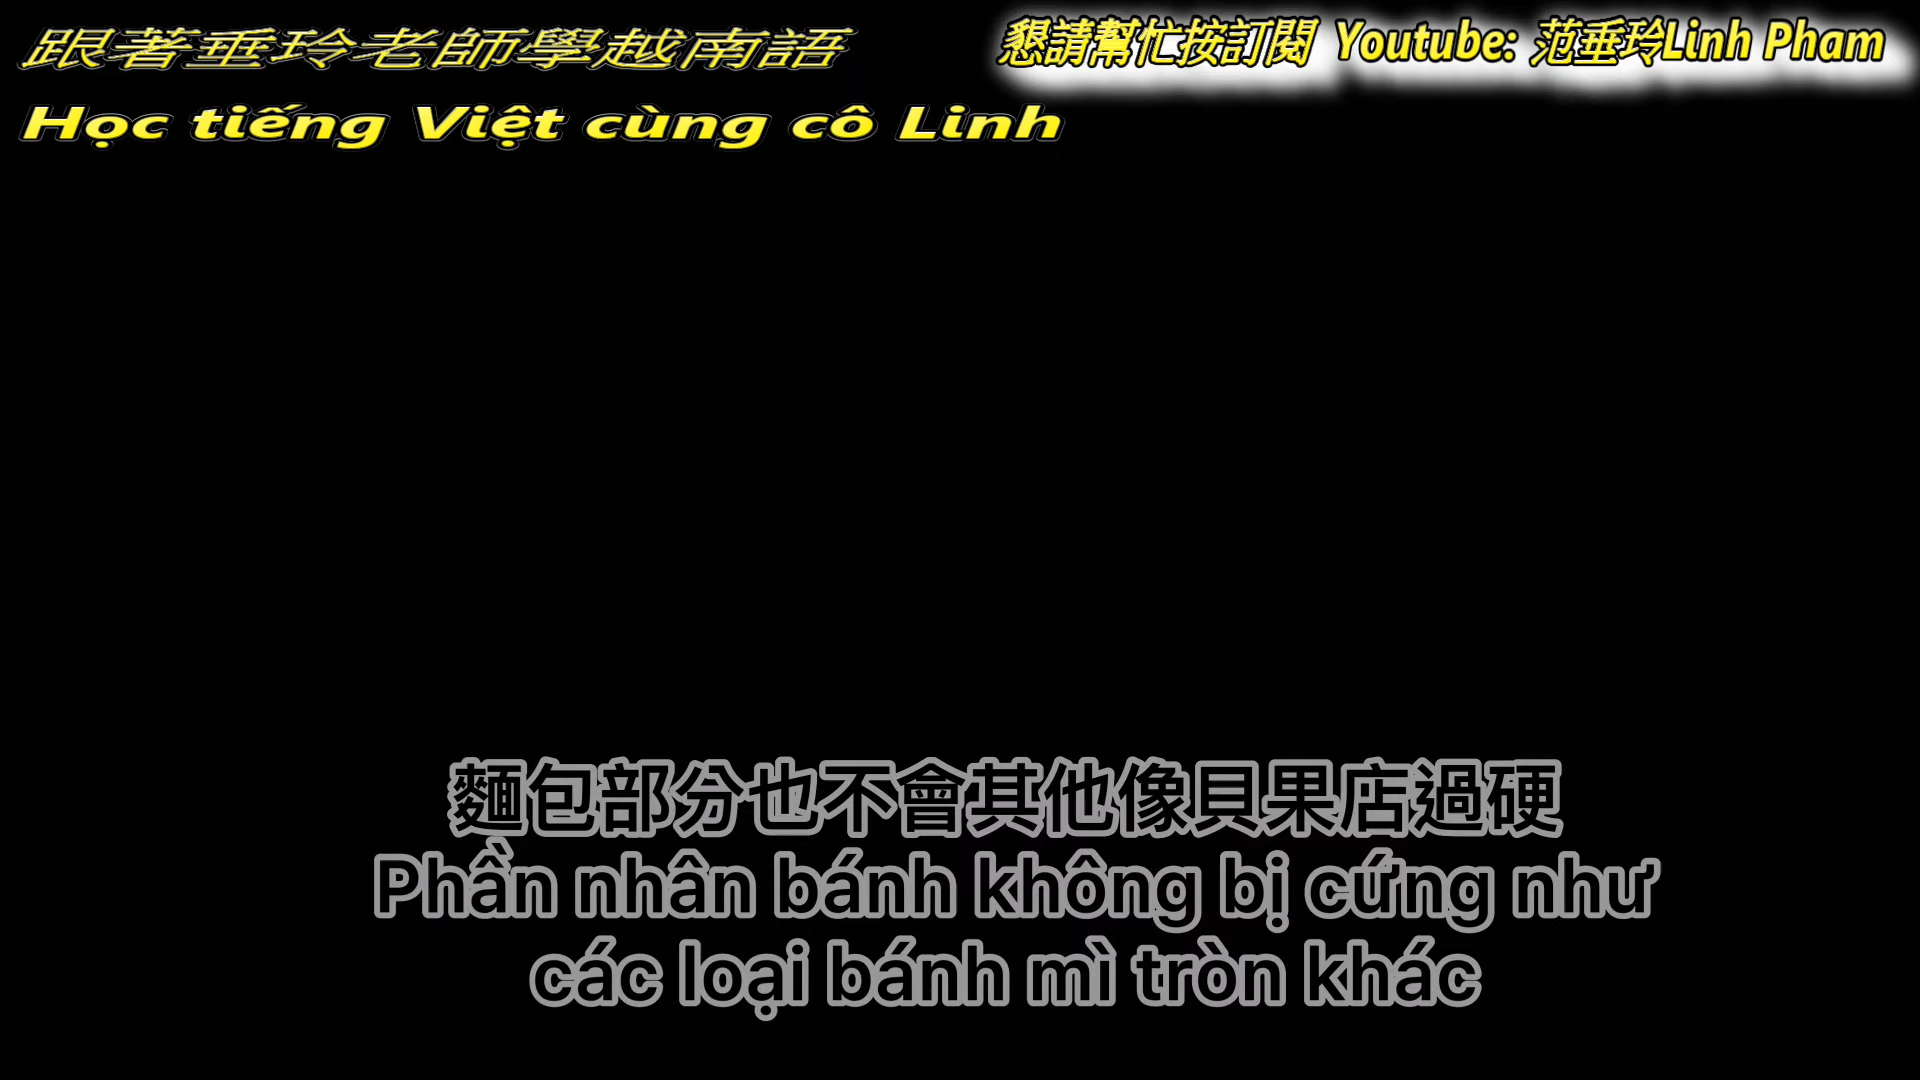 跟著垂玲老師學越南語
懇請幫忙按訂閱 Youtube: 范垂玲Linh Pham
Học tiếng Việt cùng cô Linh
麵包部分也不會其他像貝果店過硬
Phần nhân bánh không bị cứng như
các loại bánh mì tròn khác